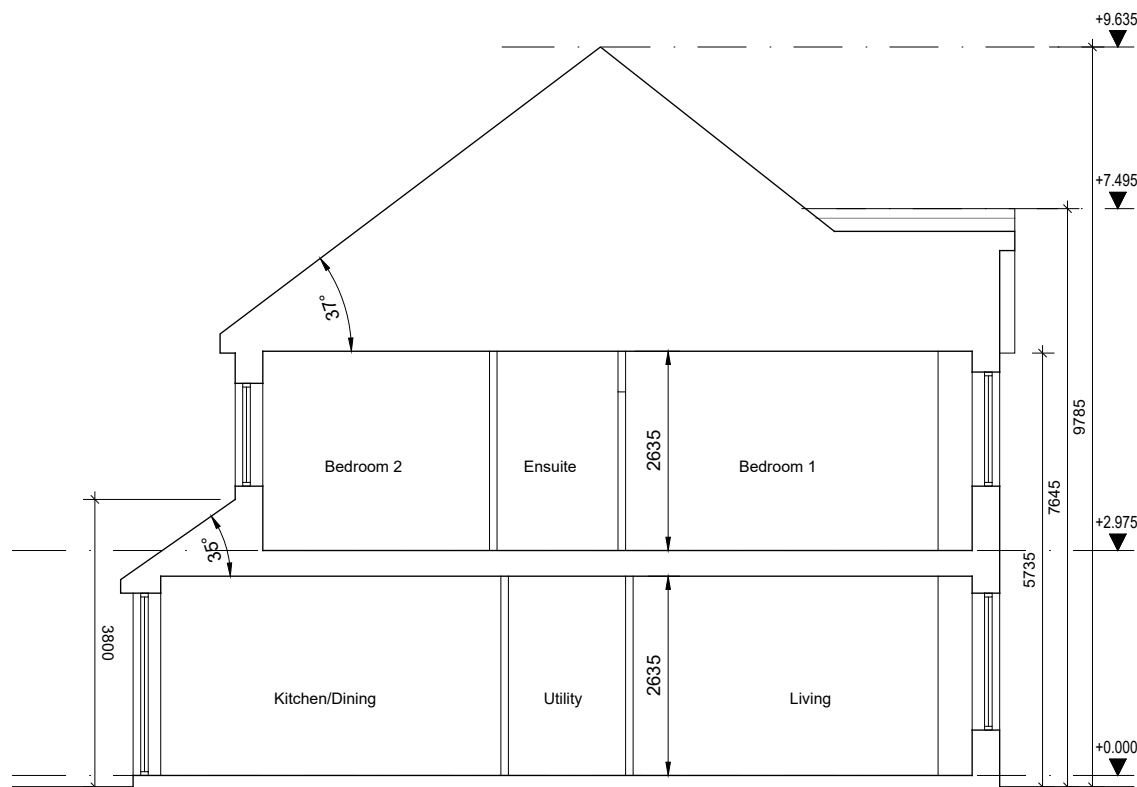 +9.635
+7.495
37°
9785
Bedroom 2
Ensuite
2635
Bedroom 1
7645
+2.975
35°
5735
3800
2635
Kitchen/Dining
Utility
Living
+0.000